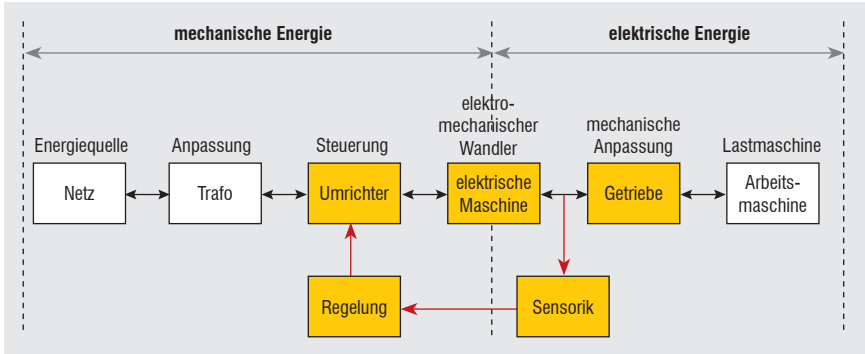 mechanische Energie
elektrische Energie
Energiequelle
Anpassung
Steuerung
elektro-
mechanischer
Wandler
mechanische
Anpassung
Lastmaschine
Netz
Trafo
Umrichter
elektrische
Maschine
Getriebe
Arbeits-
maschine
Regelung
Sensorik